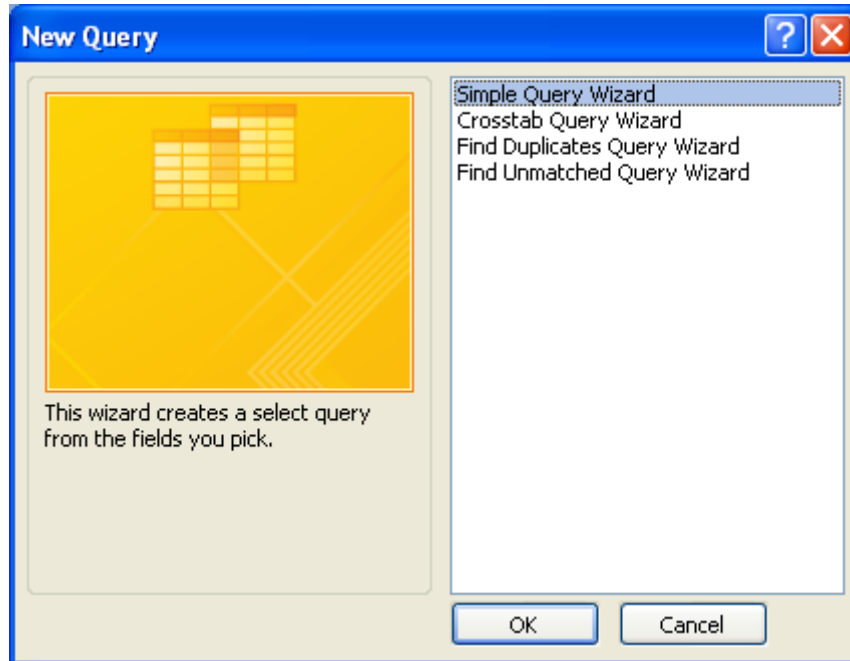 New Query
Simple Query Wizard
Crosstab Query Wizard
Find Duplicates Query Wizard
Find Unmatched Query Wizard
This wizard creates a select query
from the fields you pick.
OK
Cancel